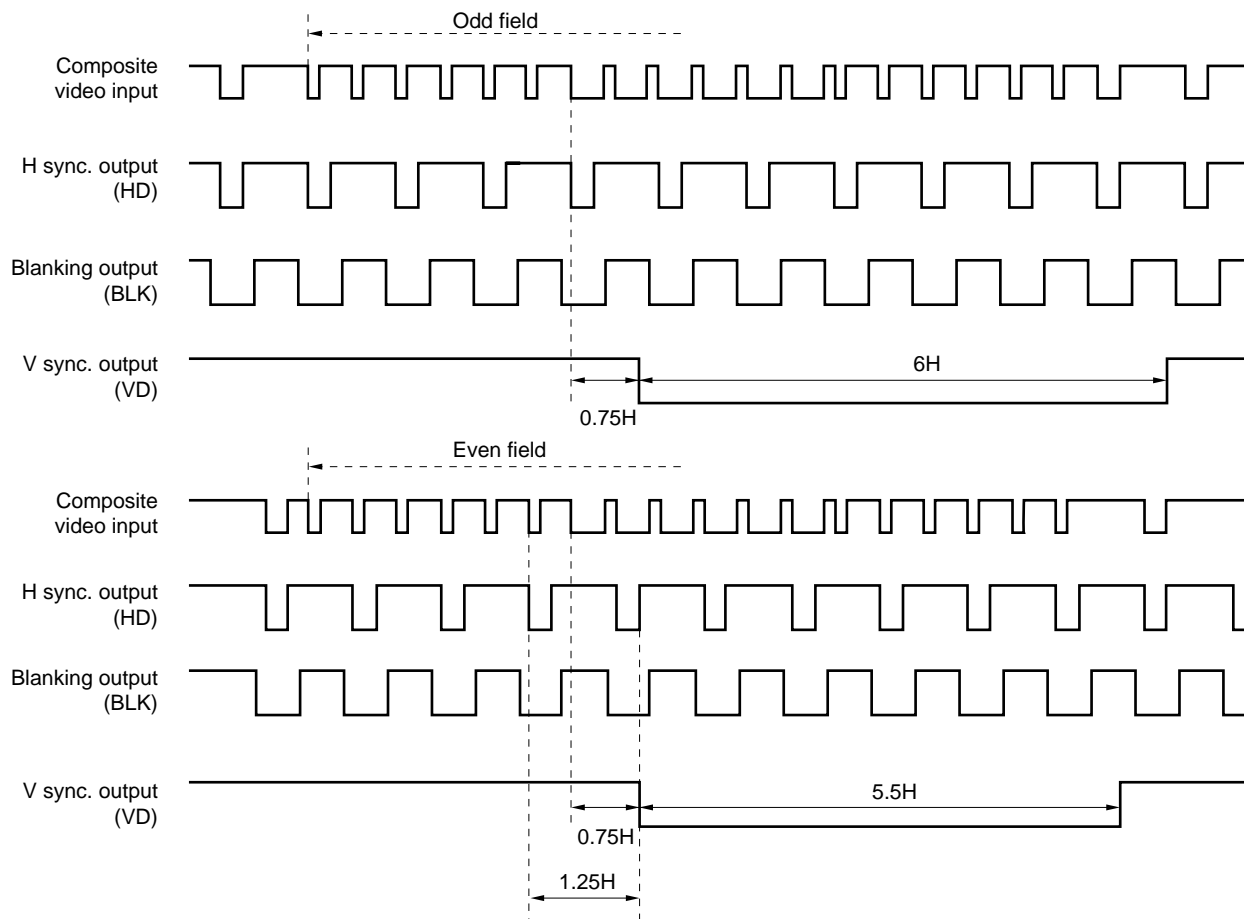 Odd field
Composite
video input
H sync. output
(HD)
Blanking output
(BLK)
V sync. output
(VD)
6H
0.75H
Even field
Composite
video input
H sync. output
(HD)
Blanking output
(BLK)
V sync. output
(VD)
5.5H
0.75H
1.25H